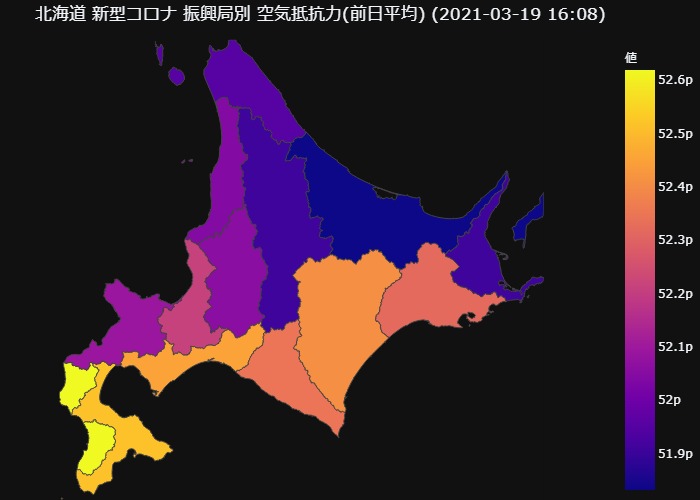 北海道 新型コロナ 振興局別 空気抵抗力(前日平均) (2021-03-19 16:08)
値
52.6p
52.5p
52.4p
52.3p
52.2p
52.1p
52p
51.9p